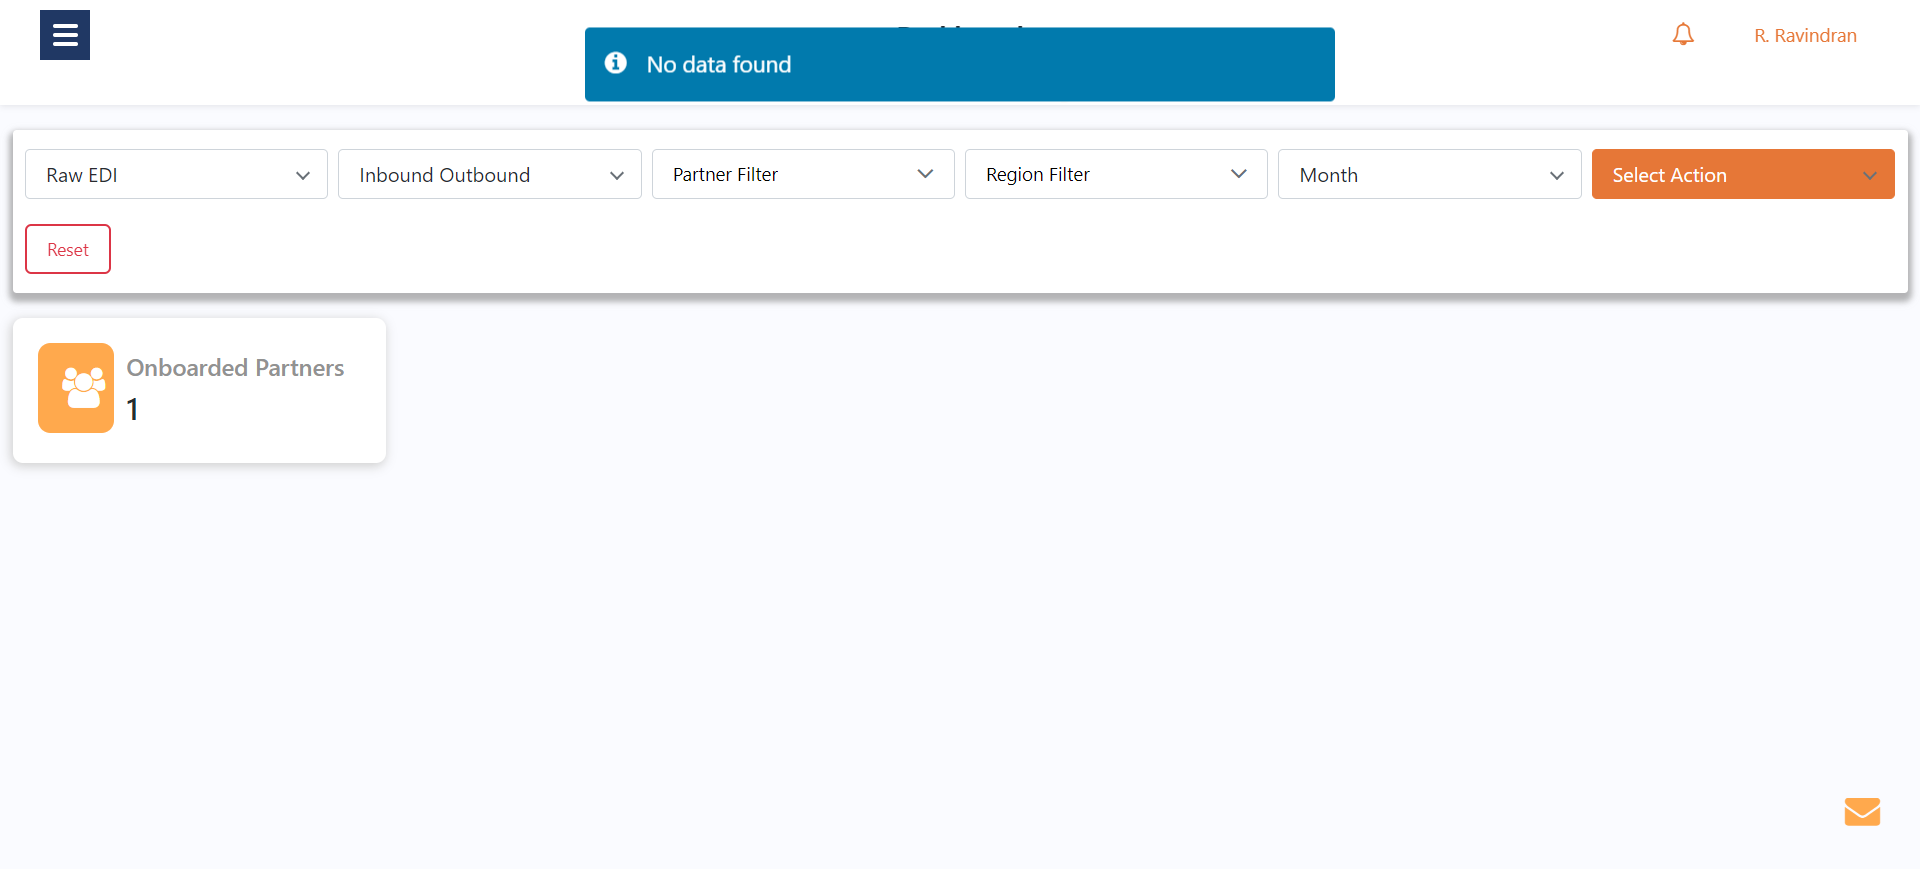 No data found
R. Ravindran
Raw EDI
Inbound Outbound
Partner Filter
Region Filter
Month
Select Action
Reset
Onboarded Partners
1